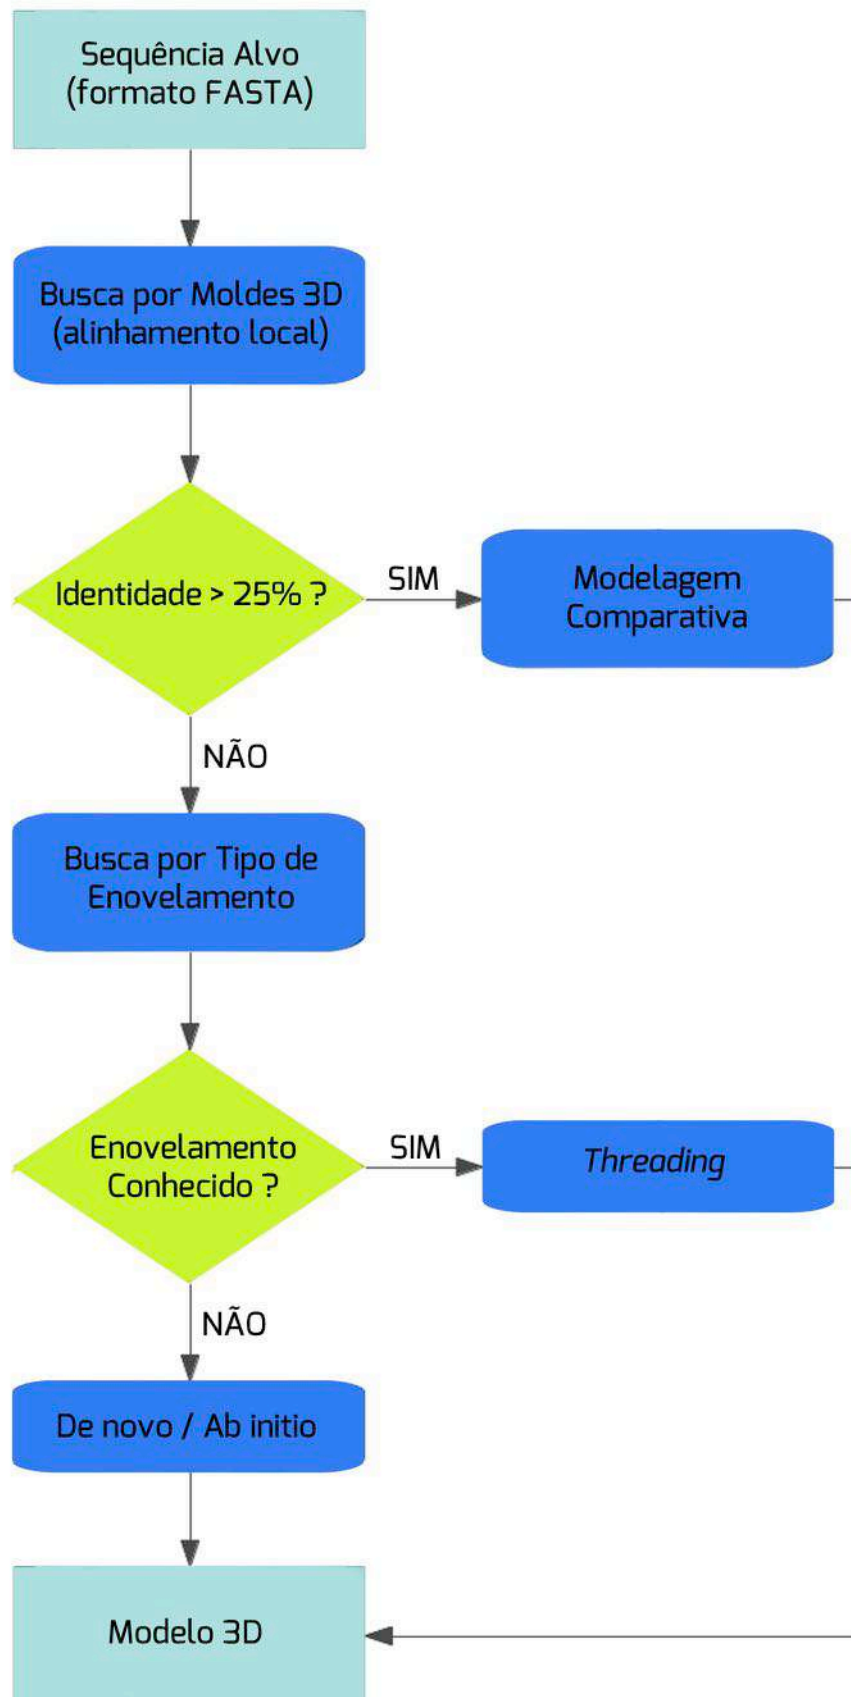 Sequência Alvo
(formato FASTA)
Busca por Moldes 3D
(alinhamento local)
Identidade > 25% ?
SIM
Modelagem
Comparativa
NÃO
Busca por Tipo de
Enovelamento
Enovelamento
Conhecido ?
SIM
Threading
NÃO
De novo / Ab initio
Modelo 3D